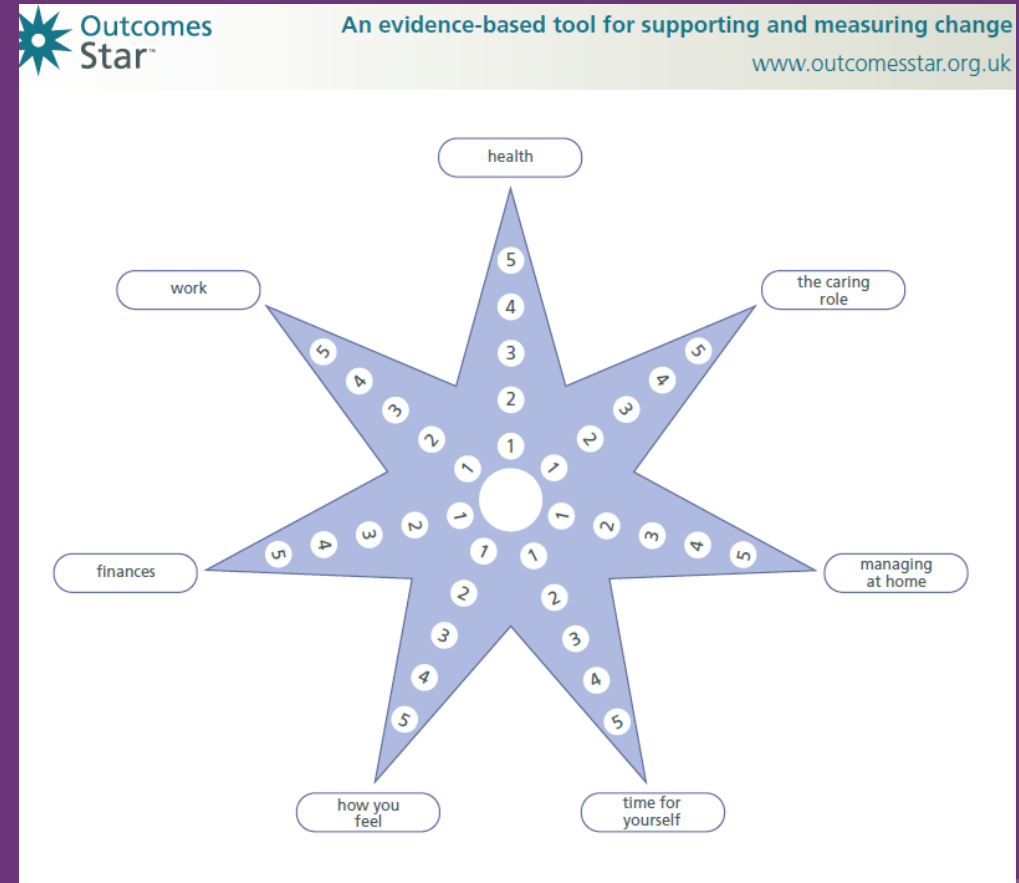 Outcomes
Star™
An evidence-based tool for supporting and measuring change
www.outcomesstar.org.uk
health
5
4
3
2
1
the caring
role
5
4
3
2
1
managing
at home
1
2
3
4
5
time for
yourself
1
2
3
4
5
how you
feel
1
2
3
4
5
finances
5
4
3
2
1
work
5
4
3
2
1